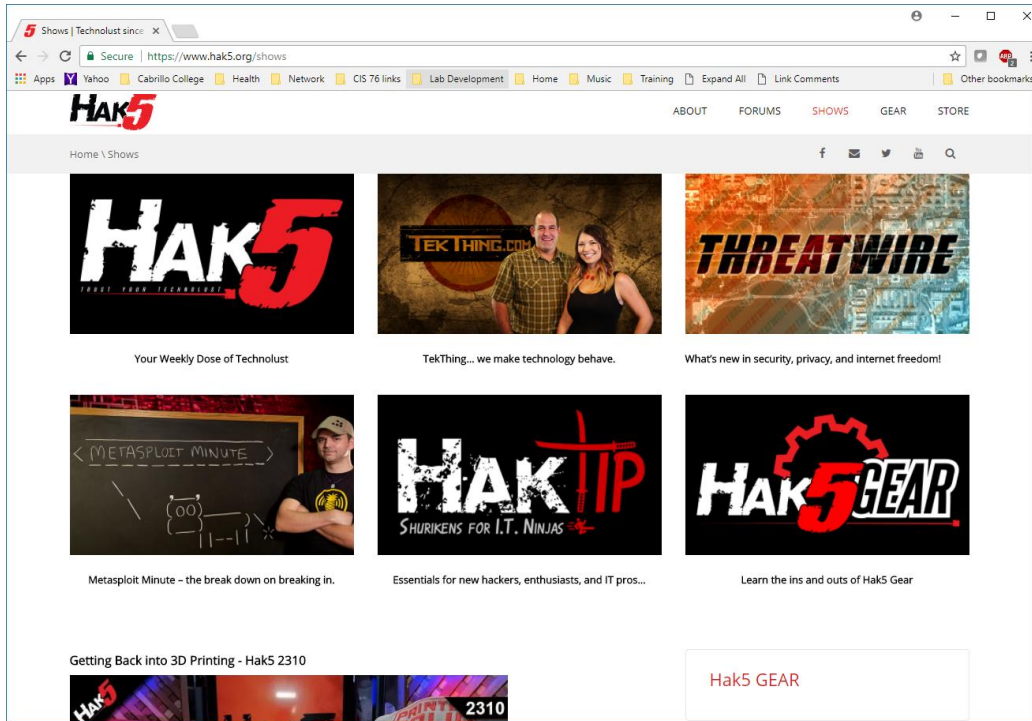 Shows | Technolust since
Secure | https://www.hak5.org/shows
ABP
2
Apps Yahoo Cabrillo College Health Network CIS 76 links Lab Development Home Music Training Expand All Link Comments Other bookmarks
HAK5
ABOUT FORUMS SHOWS GEAR STORE
Home \ Shows
HAK5
TRUST YOUR TECHNOLUST
TEKTHING.COM
THREATWIRE
Your Weekly Dose of Technolust
TekThing... we make technology behave.
What's new in security, privacy, and internet freedom!
< METASPLOIT MINUTE >
HAKTIP
SHURIKENS FOR I.T. NINJAS
HAK5GEAR
Metasploit Minute – the break down on breaking in.
Essentials for new hackers, enthusiasts, and IT pros...
Learn the ins and outs of Hak5 Gear
Getting Back into 3D Printing - Hak5 2310
HAK5
2310
Hak5 GEAR